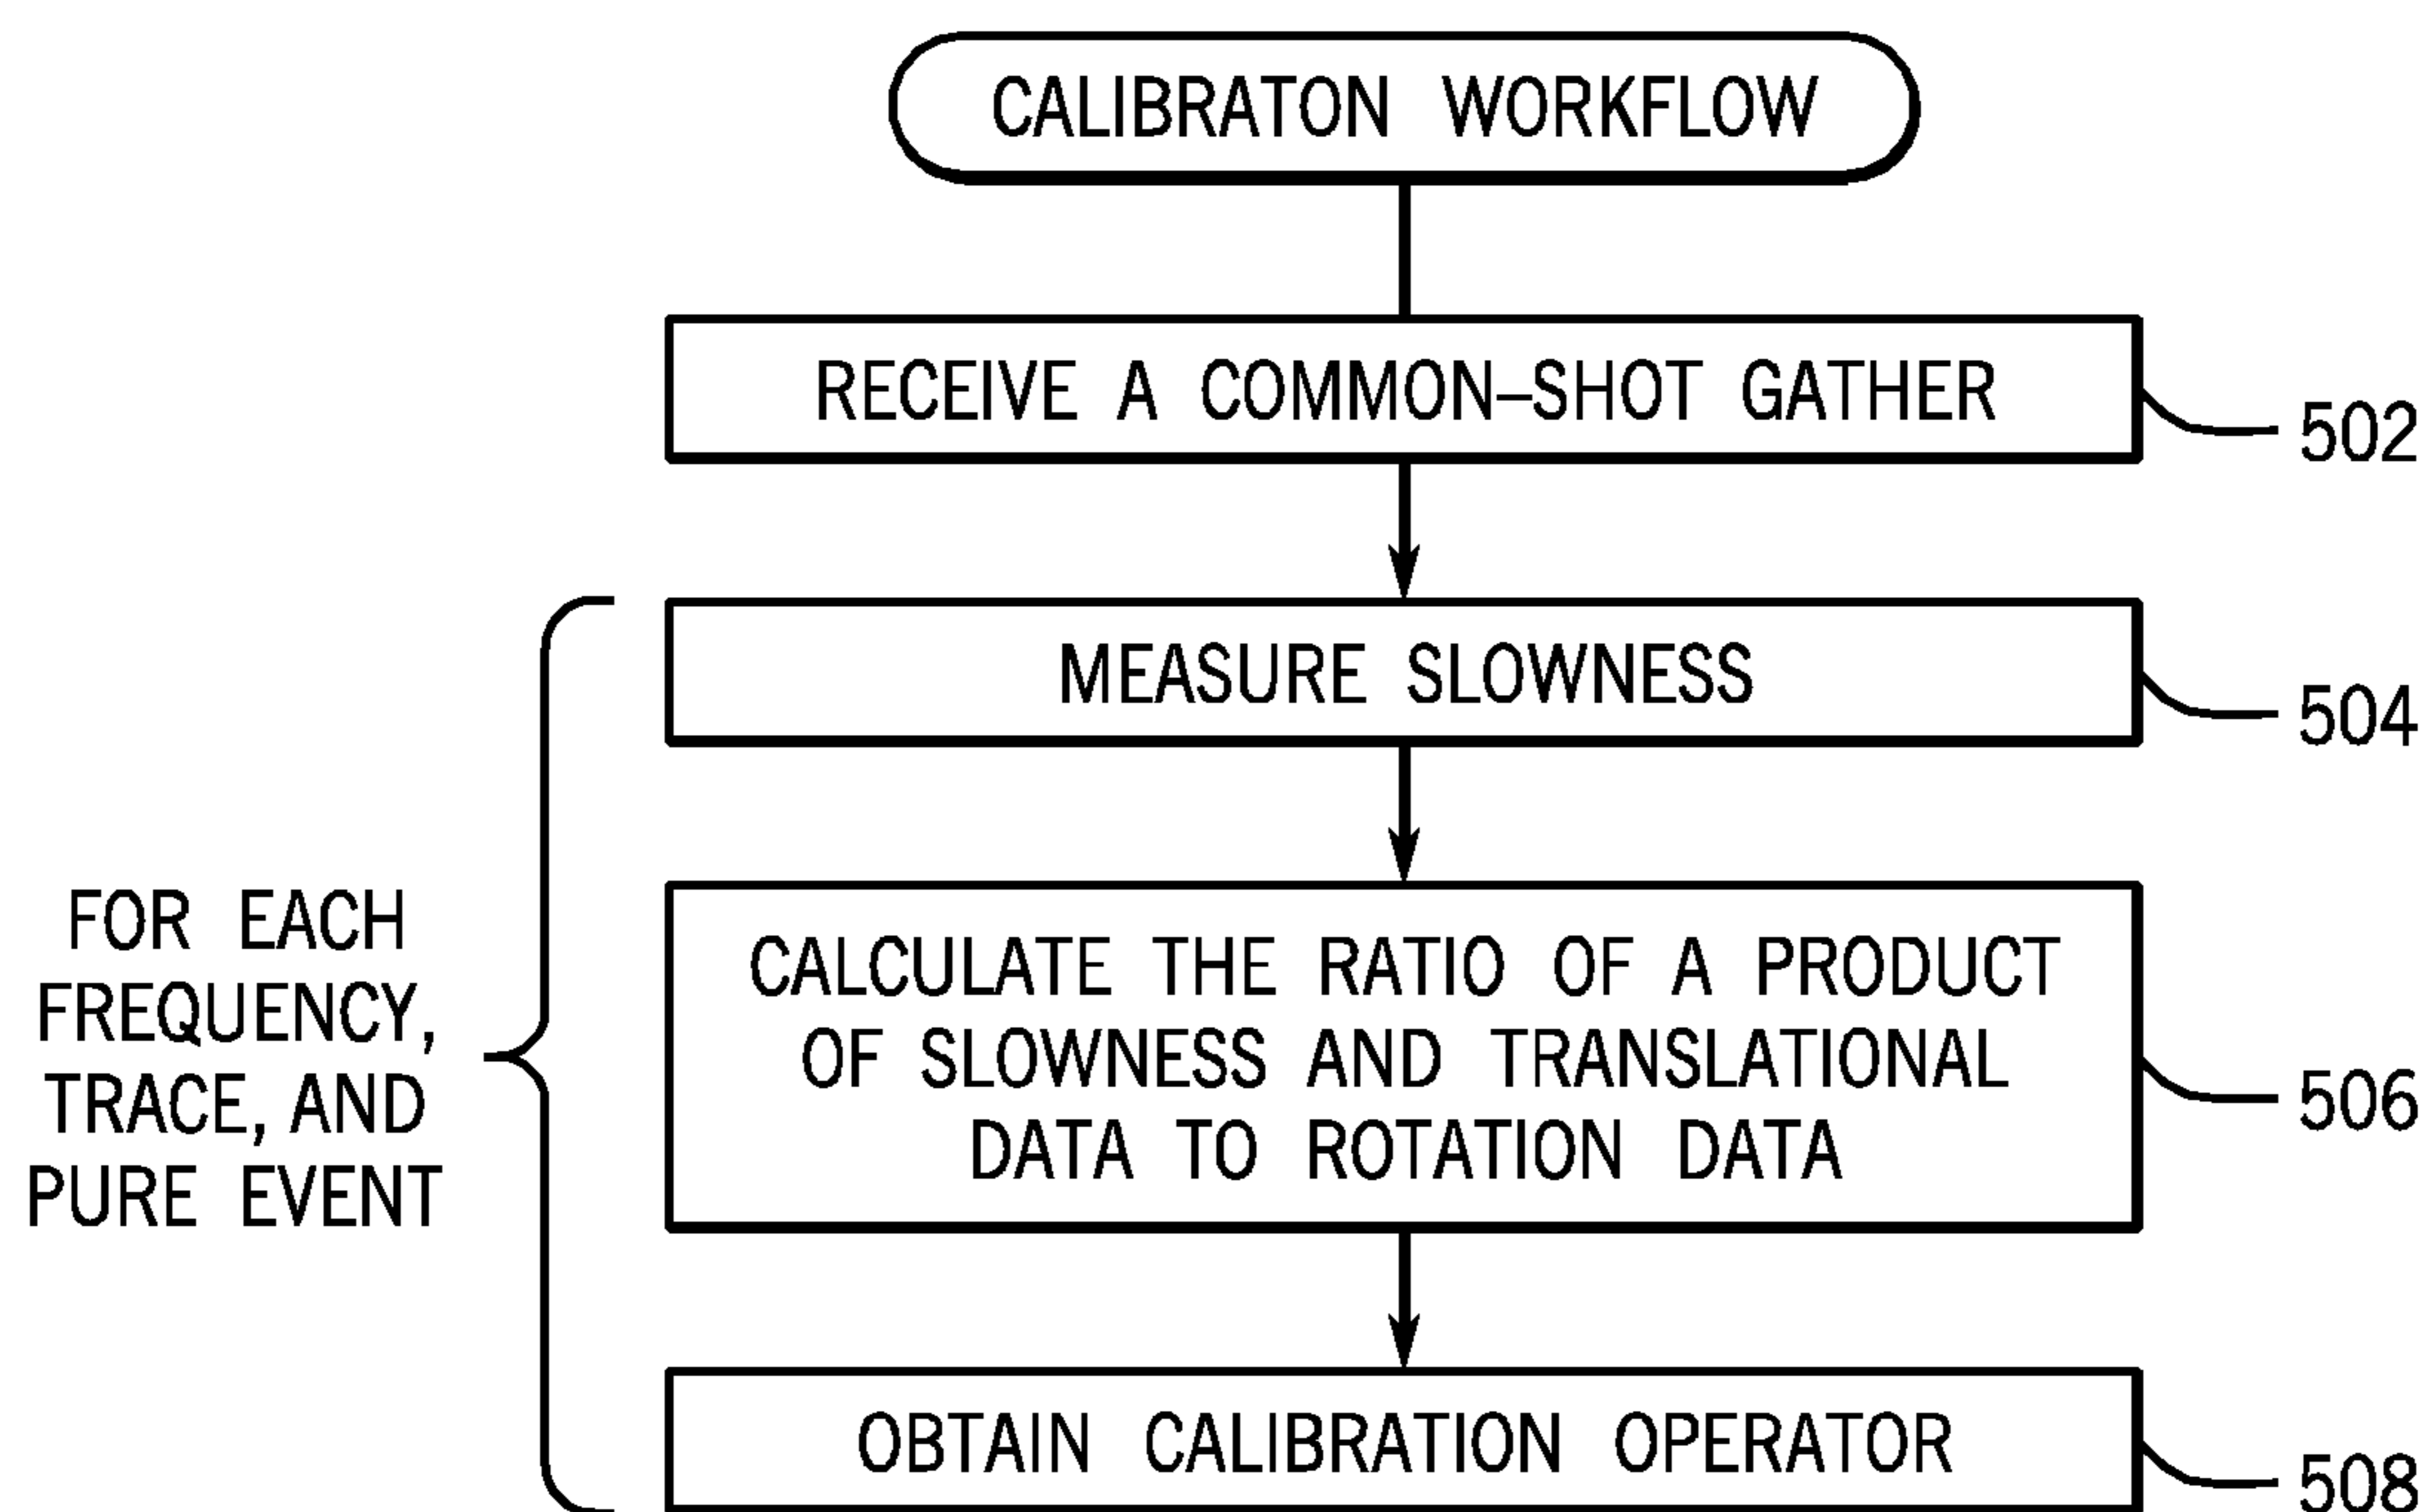 CALIBRATON WORKFLOW
RECEIVE A COMMON–SHOT GATHER
502
MEASURE SLOWNESS
504
FOR EACH
FREQUENCY,
TRACE, AND
PURE EVENT
CALCULATE THE RATIO OF A PRODUCT
OF SLOWNESS AND TRANSLATIONAL
DATA TO ROTATION DATA
506
OBTAIN CALIBRATION OPERATOR
508